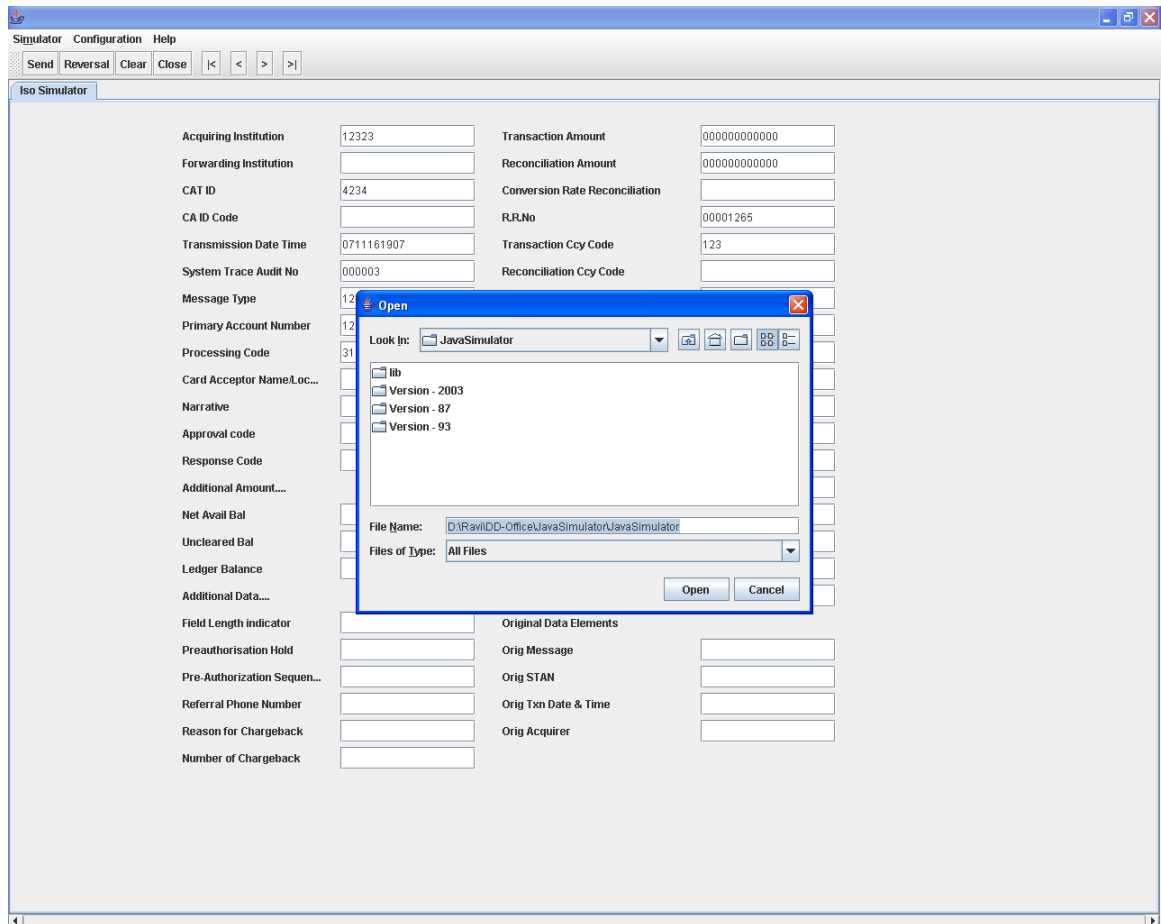 Simulator Configuration Help
Send Reversal Clear Close |< < > >|
Iso Simulator
Acquiring Institution 12323 Transaction Amount 000000000000
Forwarding Institution Reconciliation Amount 000000000000
CAT ID 4234 Conversion Rate Reconciliation
CA ID Code R.R.No 00001265
Transmission Date Time 0711161907 Transaction Ccy Code 123
System Trace Audit No 000003 Reconciliation Ccy Code
Message Type 12
Primary Account Number 12
Processing Code 31
Card Acceptor Name/Loc...
Narrative
Approval code
Response Code
Additional Amount....
Net Avail Bal
Uncleared Bal
Ledger Balance
Additional Data....
Field Length indicator Original Data Elements
Preauthorisation Hold Orig Message
Pre-Authorization Sequen... Orig STAN
Referral Phone Number Orig Txn Date & Time
Reason for Chargeback Orig Acquirer
Number of Chargeback
Open
Look In: JavaSimulator
lib
Version - 2003
Version - 87
Version - 93
File Name: D:\Ravi\DD-Office\JavaSimulator\JavaSimulator
Files of Type: All Files
Open Cancel